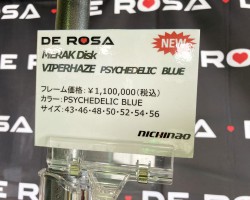 DE ROSA
NEW
MERAK Disk
VIPERHAZE PSYCHEDELIC BLUE
フレーム価格：￥1,100,000(税込)
カラー：PSYCHEDELIC BLUE
サイズ：43-46-48-50-52-54-56
nichinao
DE ROSA